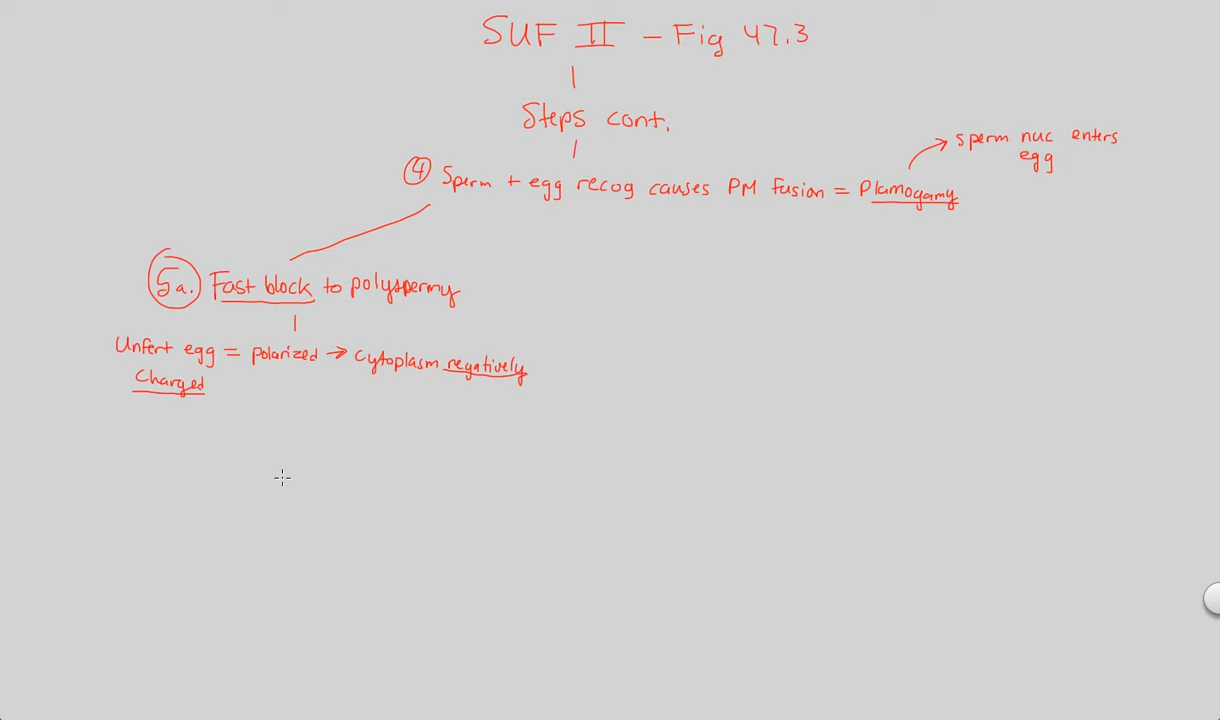 SUF II - Fig 47.3
Steps cont.
sperm nuc enters
egg
④ Sperm + egg recog causes PM fusion = Plamogamy
5a. Fast block to polyspermy
Unfert egg = polarized → cytoplasm negatively
Charged